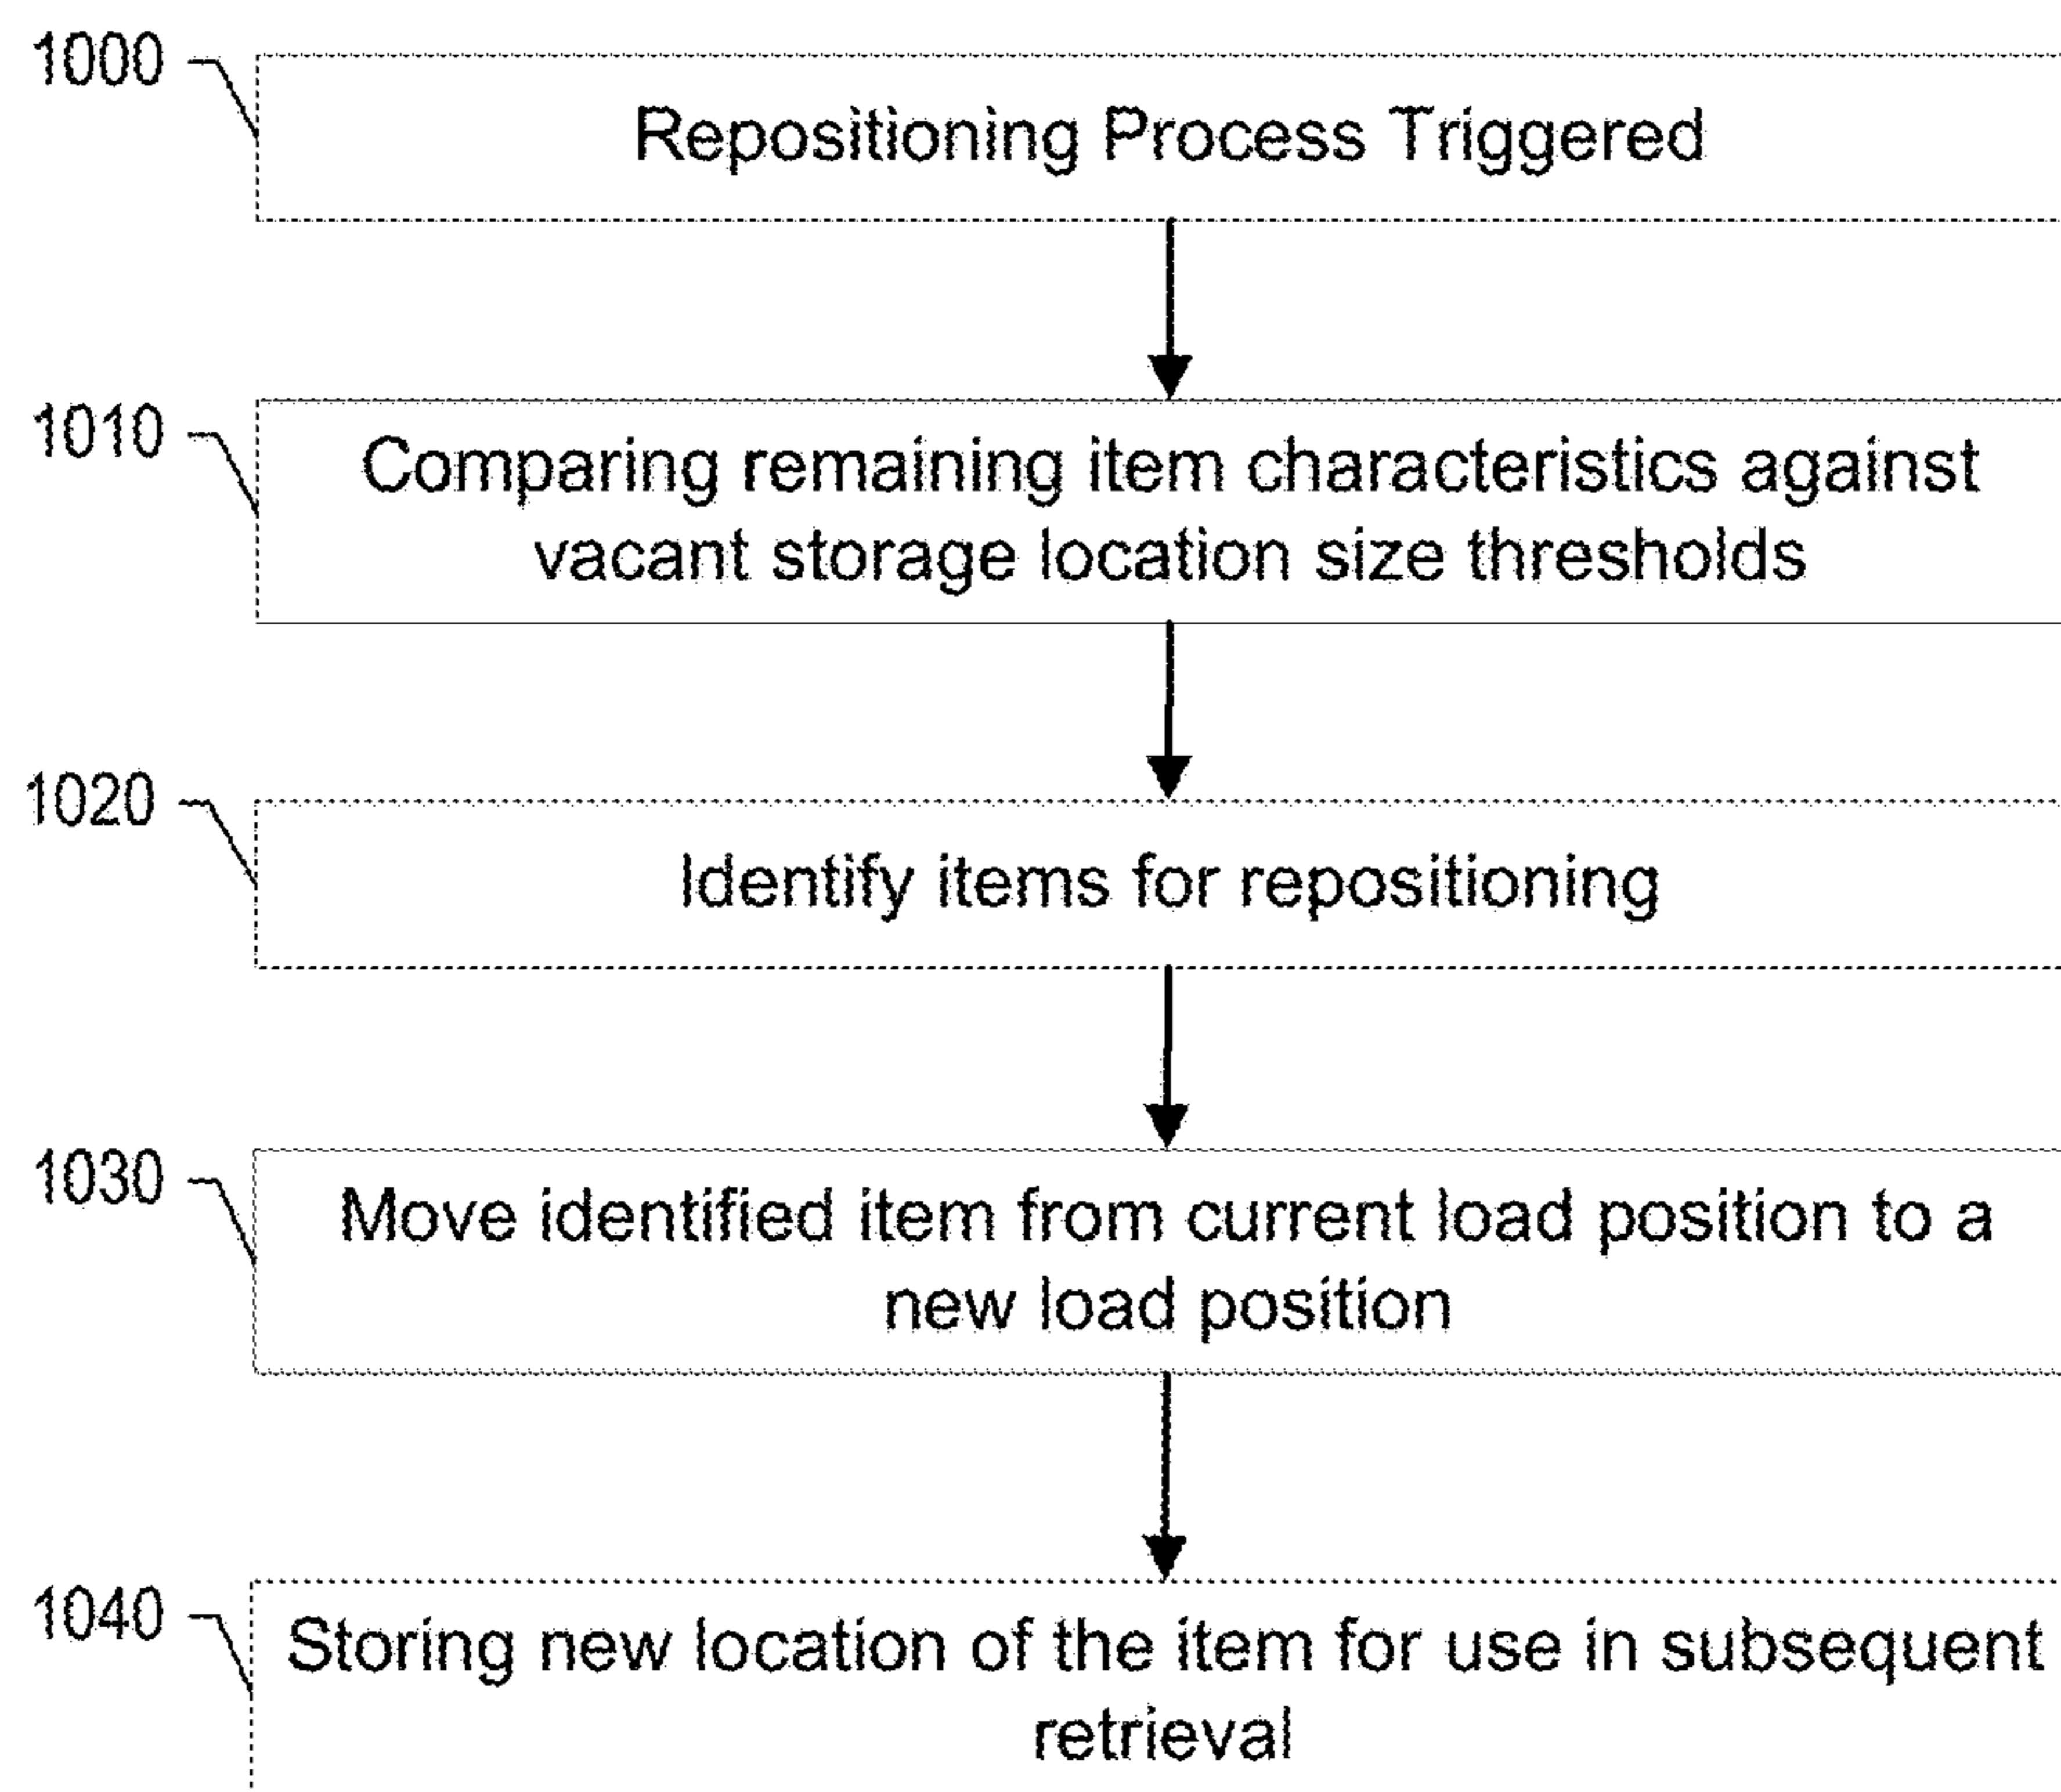 1000
Repositioning Process Triggered
1010
Comparing remaining item characteristics against
vacant storage location size thresholds
1020
Identify items for repositioning
1030
Move identified item from current load position to a
new load position
1040
Storing new location of the item for use in subsequent
retrieval